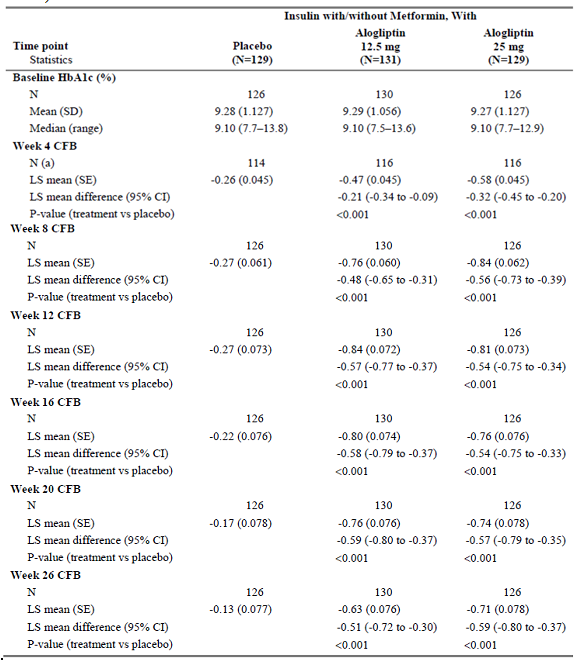 Insulin with/without Metformin, With
Alogliptin Alogliptin
Time point Placebo 12.5 mg 25 mg
Statistics (N=129) (N=131) (N=129)
Baseline HbA1c (%)
N 126 130 126
Mean (SD) 9.28 (1.127) 9.29 (1.056) 9.27 (1.127)
Median (range) 9.10 (7.7–13.8) 9.10 (7.5–13.6) 9.10 (7.7–12.9)
Week 4 CFB
N (a) 114 116 116
LS mean (SE) -0.26 (0.045) -0.47 (0.045) -0.58 (0.045)
LS mean difference (95% CI) -0.21 (-0.34 to -0.09) -0.32 (-0.45 to -0.20)
P-value (treatment vs placebo) <0.001 <0.001
Week 8 CFB
N 126 130 126
LS mean (SE) -0.27 (0.061) -0.76 (0.060) -0.84 (0.062)
LS mean difference (95% CI) -0.48 (-0.65 to -0.31) -0.56 (-0.73 to -0.39)
P-value (treatment vs placebo) <0.001 <0.001
Week 12 CFB
N 126 130 126
LS mean (SE) -0.27 (0.073) -0.84 (0.072) -0.81 (0.073)
LS mean difference (95% CI) -0.57 (-0.77 to -0.37) -0.54 (-0.75 to -0.34)
P-value (treatment vs placebo) <0.001 <0.001
Week 16 CFB
N 126 130 126
LS mean (SE) -0.22 (0.076) -0.80 (0.074) -0.76 (0.076)
LS mean difference (95% CI) -0.58 (-0.79 to -0.37) -0.54 (-0.75 to -0.33)
P-value (treatment vs placebo) <0.001 <0.001
Week 20 CFB
N 126 130 126
LS mean (SE) -0.17 (0.078) -0.76 (0.076) -0.74 (0.078)
LS mean difference (95% CI) -0.59 (-0.80 to -0.37) -0.57 (-0.79 to -0.35)
P-value (treatment vs placebo) <0.001 <0.001
Week 26 CFB
N 126 130 126
LS mean (SE) -0.13 (0.077) -0.63 (0.076) -0.71 (0.078)
LS mean difference (95% CI) -0.51 (-0.72 to -0.30) -0.59 (-0.80 to -0.37)
P-value (treatment vs placebo) <0.001 <0.001